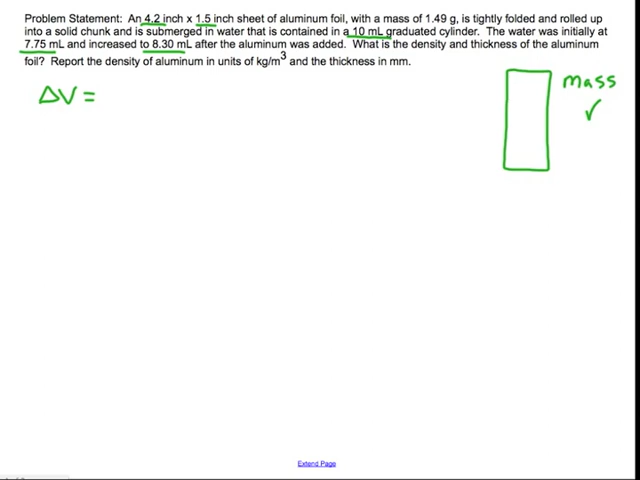 Problem Statement: An 4.2 inch x 1.5 inch sheet of aluminum foil, with a mass of 1.49 g, is tightly folded and rolled up
into a solid chunk and is submerged in water that is contained in a 10 mL graduated cylinder. The water was initially at
7.75 mL and increased to 8.30 mL after the aluminum was added. What is the density and thickness of the aluminum
foil? Report the density of aluminum in units of kg/m³ and the thickness in mm.
mass
ΔV =
✓
Extend Page